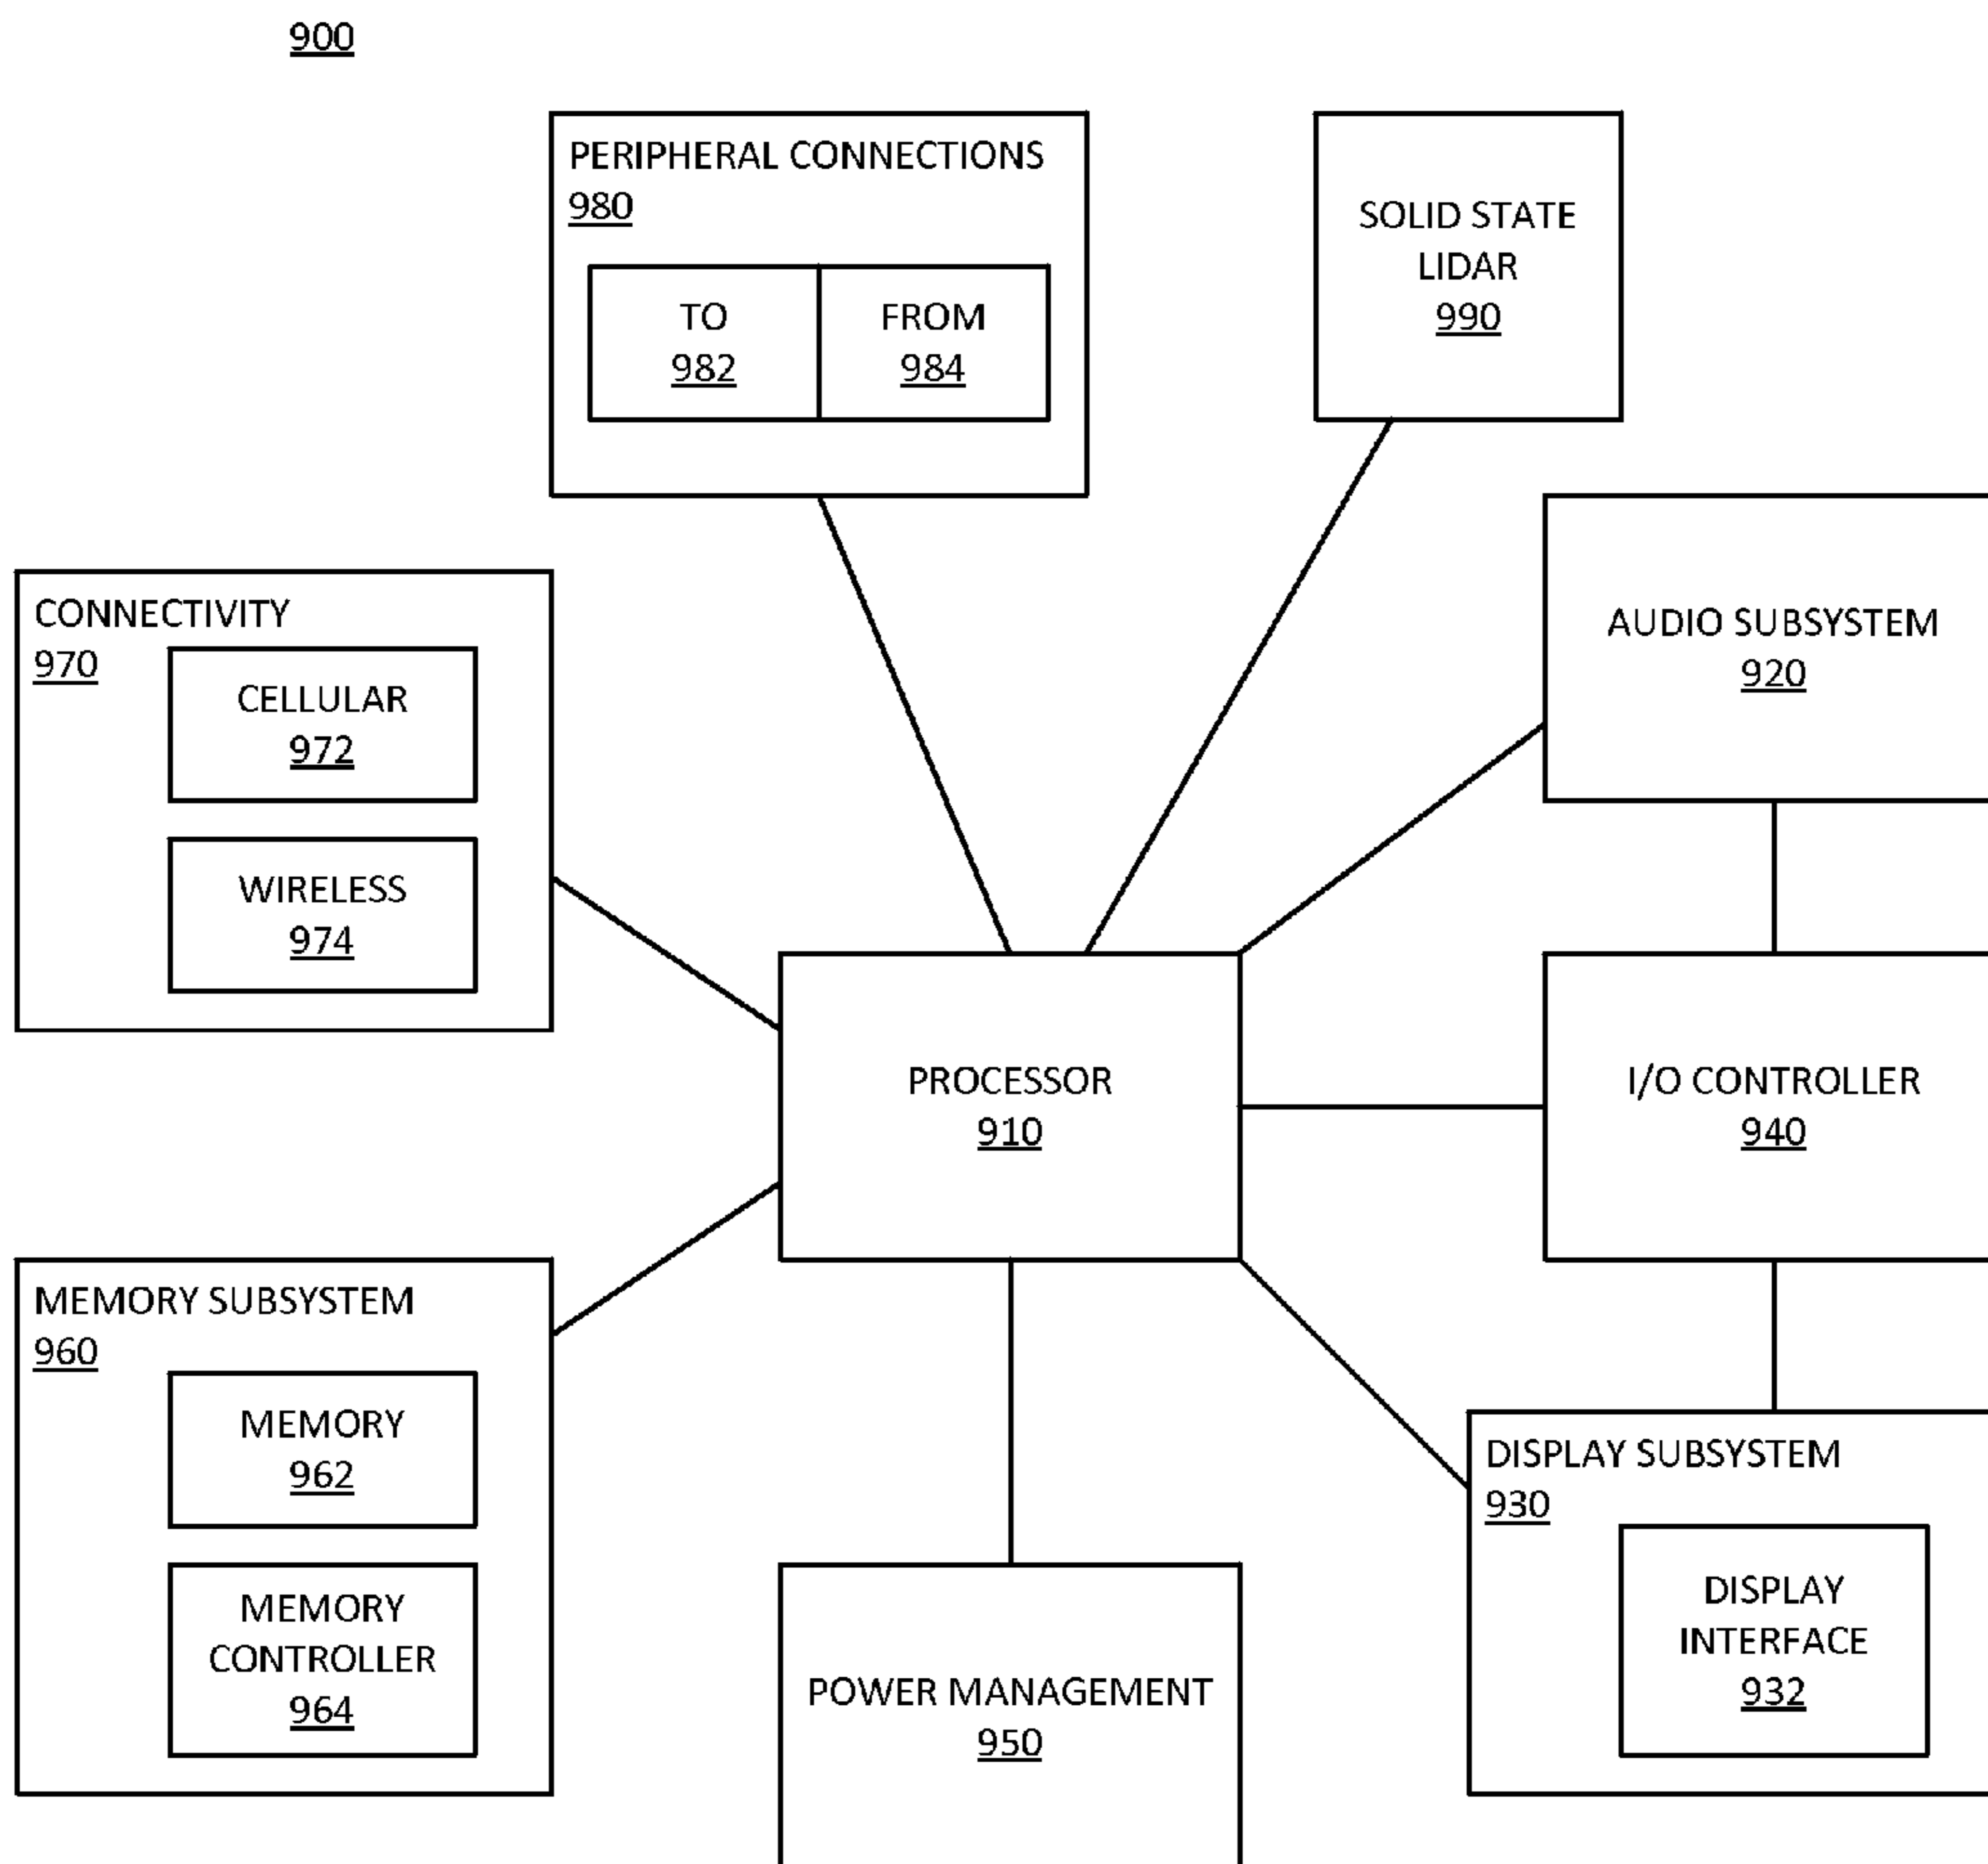 900
PERIPHERAL CONNECTIONS
980
TO
982
FROM
984
SOLID STATE
LIDAR
990
CONNECTIVITY
970
CELLULAR
972
WIRELESS
974
AUDIO SUBSYSTEM
920
PROCESSOR
910
I/O CONTROLLER
940
MEMORY SUBSYSTEM
960
MEMORY
962
MEMORY
CONTROLLER
964
POWER MANAGEMENT
950
DISPLAY SUBSYSTEM
930
DISPLAY
INTERFACE
932